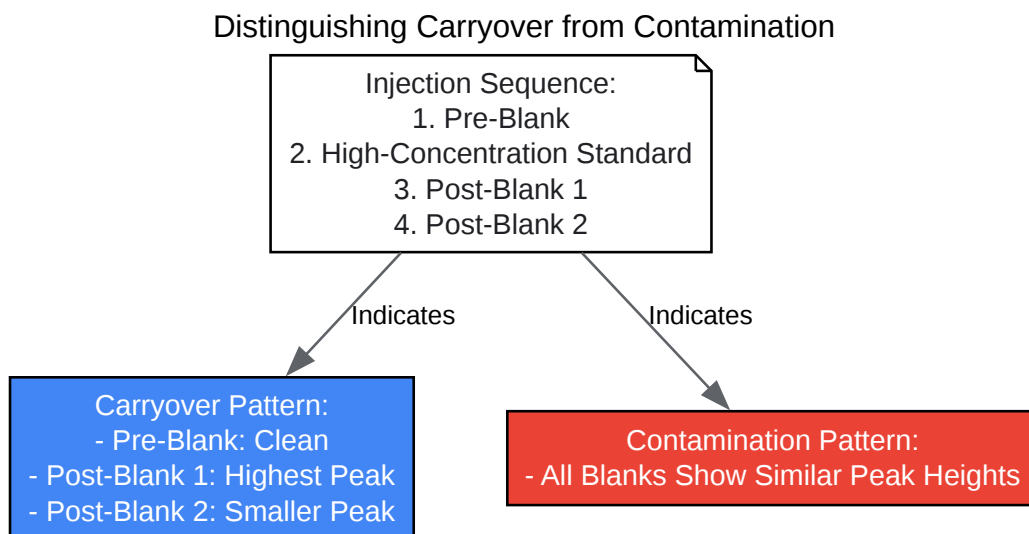 Distinguishing Carryover from Contamination
Injection Sequence:
1. Pre-Blank
2. High-Concentration Standard
3. Post-Blank 1
4. Post-Blank 2
Indicates
Indicates
Carryover Pattern:
- Pre-Blank: Clean
- Post-Blank 1: Highest Peak
- Post-Blank 2: Smaller Peak
Contamination Pattern:
- All Blanks Show Similar Peak Heights